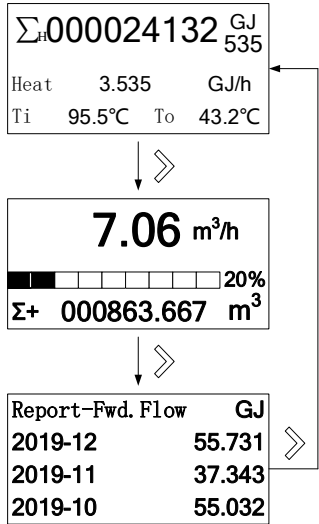 ΣH000024132 GJ
535
Heat 3.535 GJ/h
Ti 95.5℃ To 43.2℃
7.06 m³/h
20%
Σ+ 000863.667 m³
Report-Fwd.Flow GJ
2019-12 55.731
2019-11 37.343
2019-10 55.032